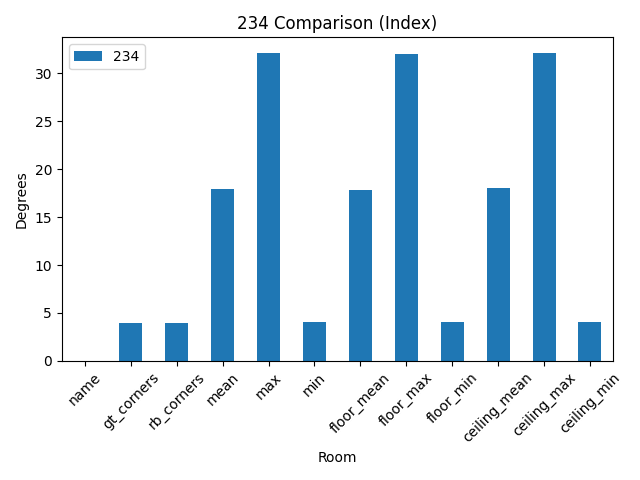 234 Comparison (Index)
234
Degrees
30
25
20
15
10
5
0
name
gt_corners
rb_corners
mean
max
min
floor_mean
floor_max
floor_min
ceiling_mean
ceiling_max
ceiling_min
Room